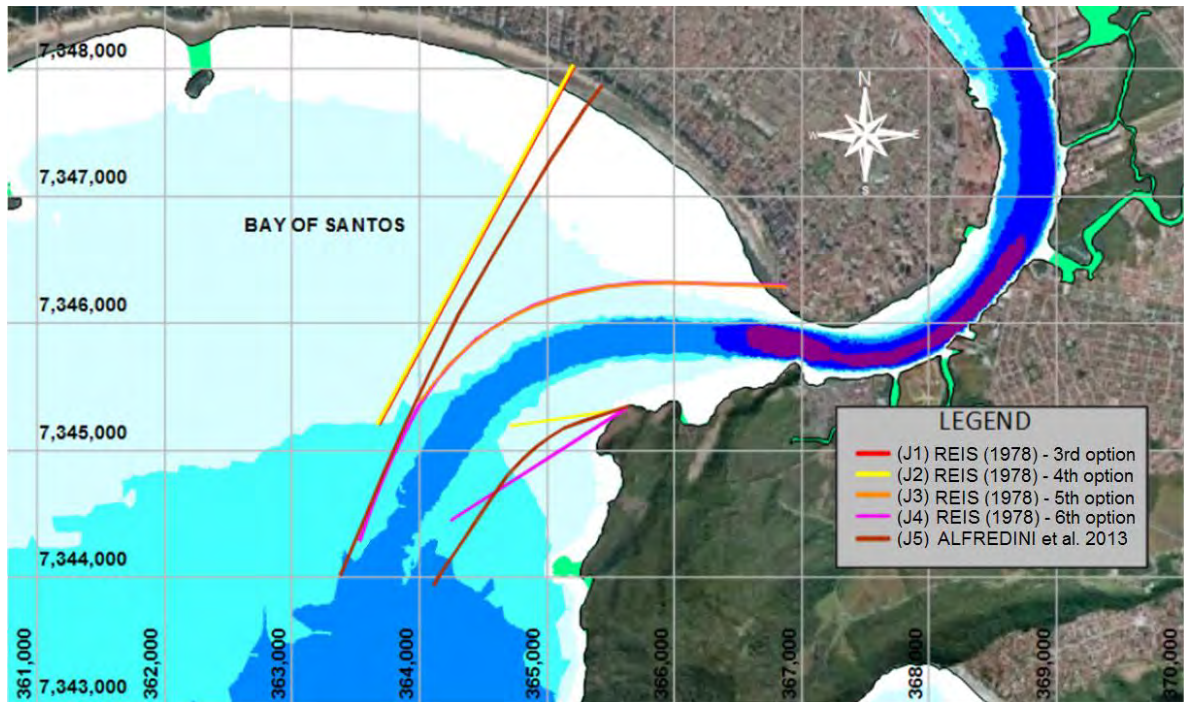 7,348,000
7,347,000
BAY OF SANTOS
7,346,000
7,345,000
7,344,000
7,343,000
361,000
362,000
363,000
364,000
365,000
366,000
367,000
368,000
369,000
370,000
N
W
E
S
LEGEND
(J1) REIS (1978) - 3rd option
(J2) REIS (1978) - 4th option
(J3) REIS (1978) - 5th option
(J4) REIS (1978) - 6th option
(J5) ALFREDINI et al. 2013